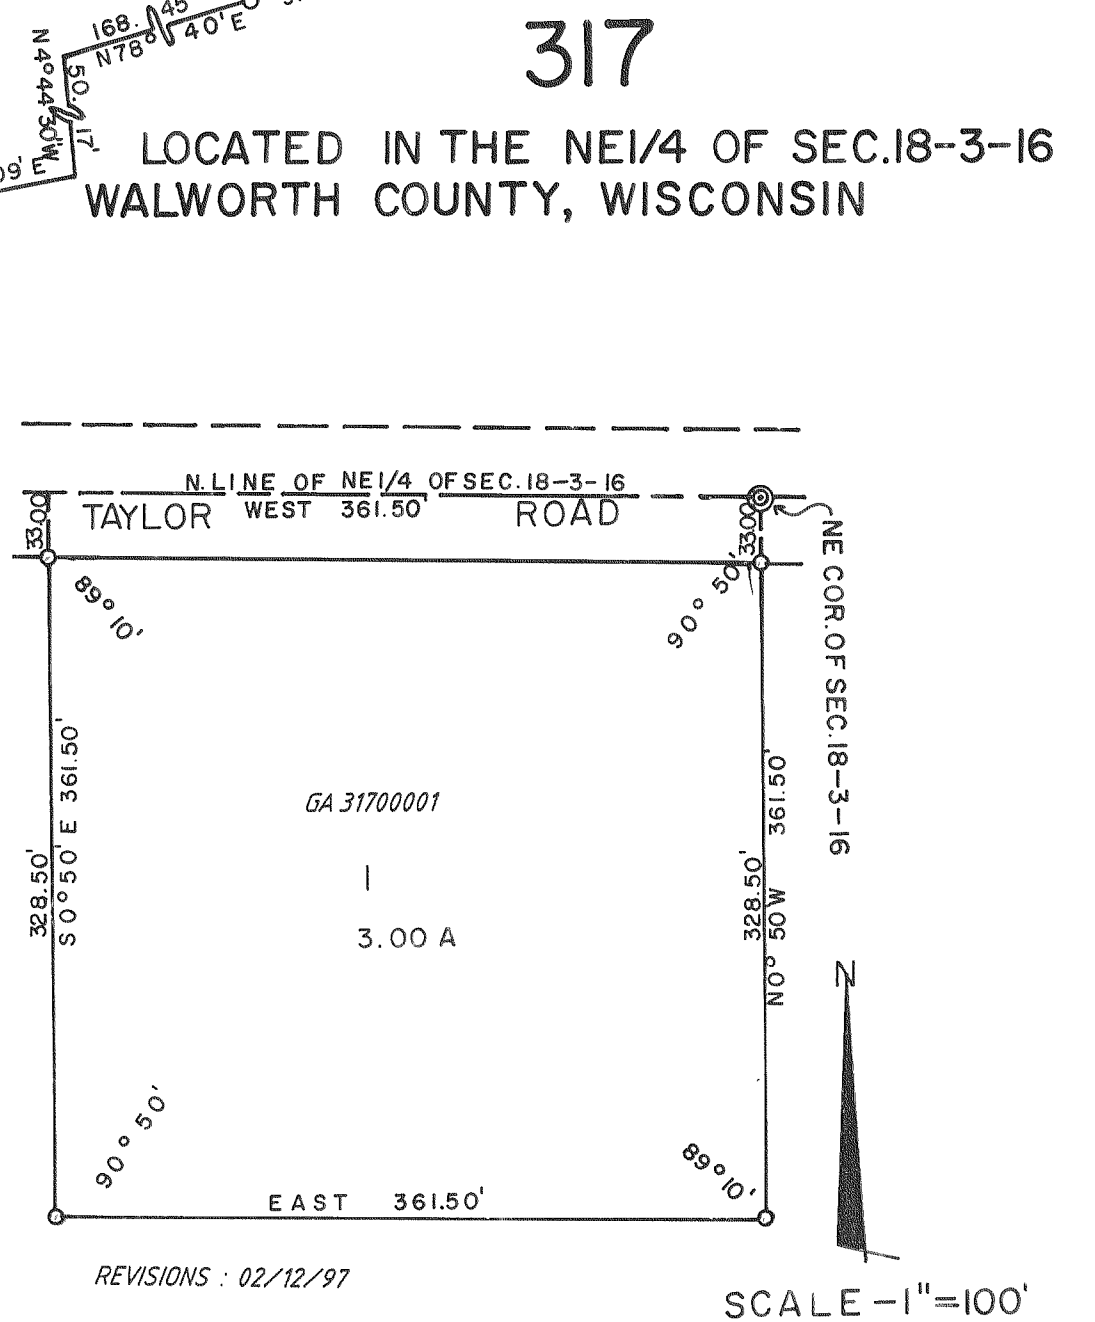 168.45
N78° 40'E
N4°44'30"W
50.17'
317
LOCATED IN THE NE1/4 OF SEC.18-3-16
WALWORTH COUNTY, WISCONSIN
N. LINE OF NE1/4 OF SEC. 18-3-16
33.00
TAYLOR WEST 361.50' ROAD
33.00
NE COR. OF SEC. 18-3-16
89°10'
90° 50'
S 0°50' E 361.50'
328.50'
GA 31700001
1
3.00 A
N0° 50W 361.50'
328.50'
N
90° 50'
89°10'
EAST 361.50'
REVISIONS : 02/12/97
SCALE-1"=100'